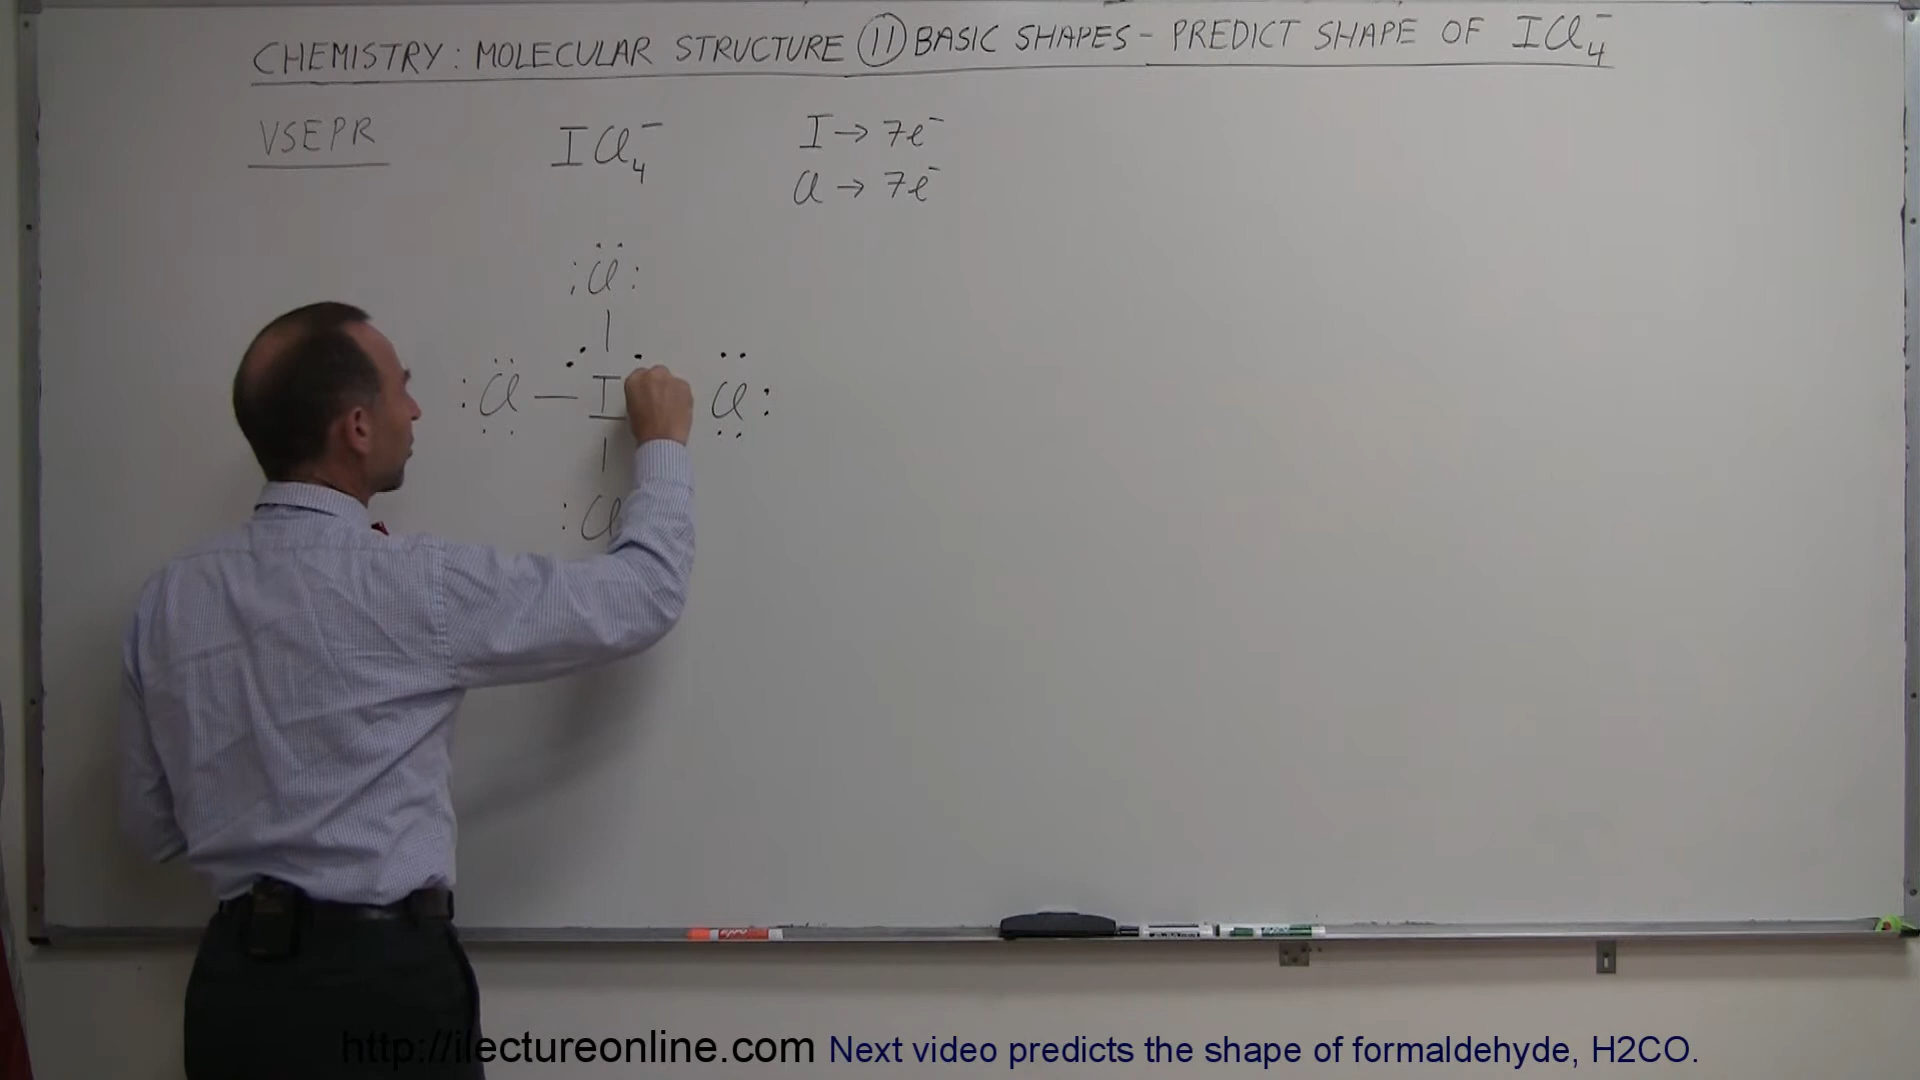 CHEMISTRY: MOLECULAR STRUCTURE ⑪ BASIC SHAPES - PREDICT SHAPE OF ICl₄⁻
VSEPR
ICl₄⁻
I → 7e⁻
Cl → 7e⁻
:Cl:
:Cl — I Cl:
:Cl
http://ilectureonline.com Next video predicts the shape of formaldehyde, H2CO.